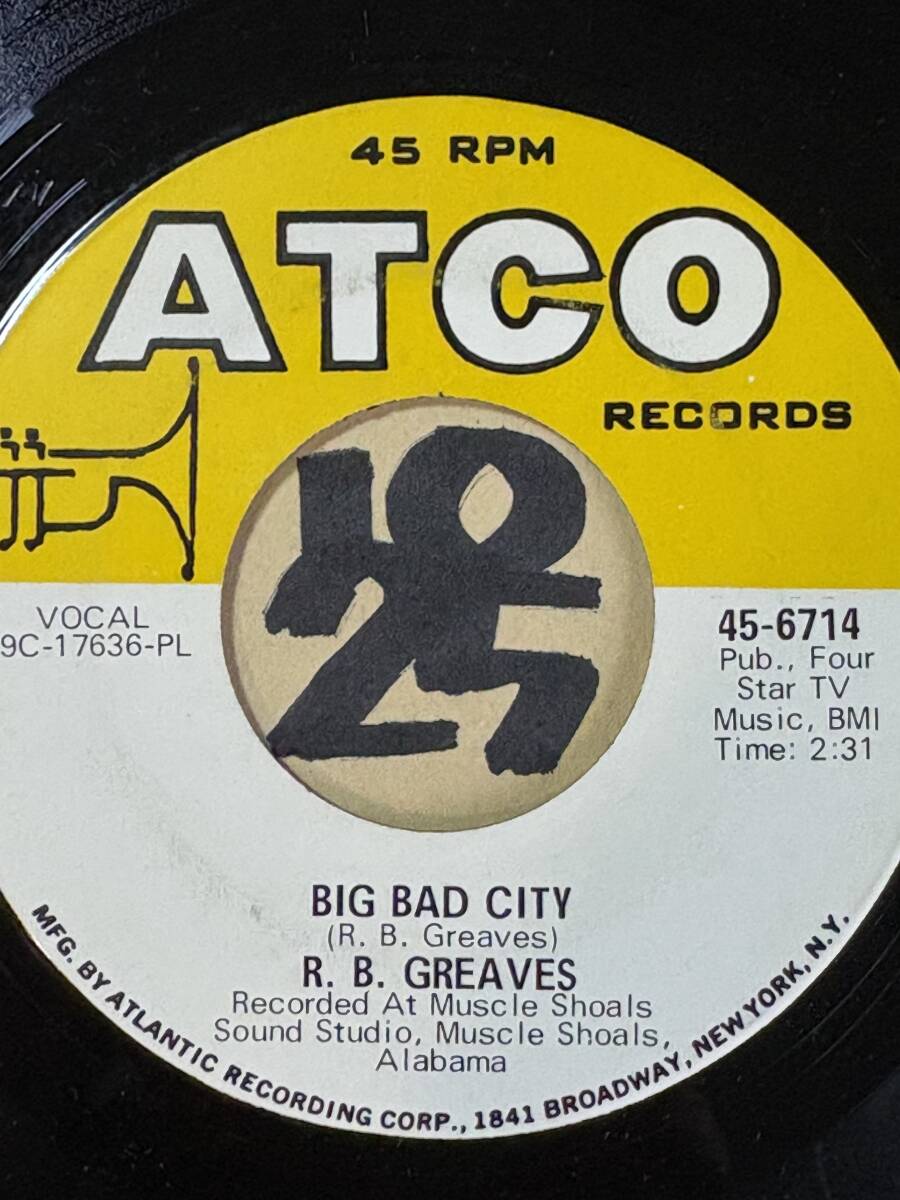 45 RPM
ATCO
RECORDS
10
25
VOCAL
9C-17636-PL
45-6714
Pub., Four
Star TV
Music, BMI
Time: 2:31
BIG BAD CITY
(R. B. Greaves)
R. B. GREAVES
Recorded At Muscle Shoals
Sound Studio, Muscle Shoals,
Alabama
MFG. BY ATLANTIC RECORDING CORP., 1841 BROADWAY, NEW YORK, N.Y.